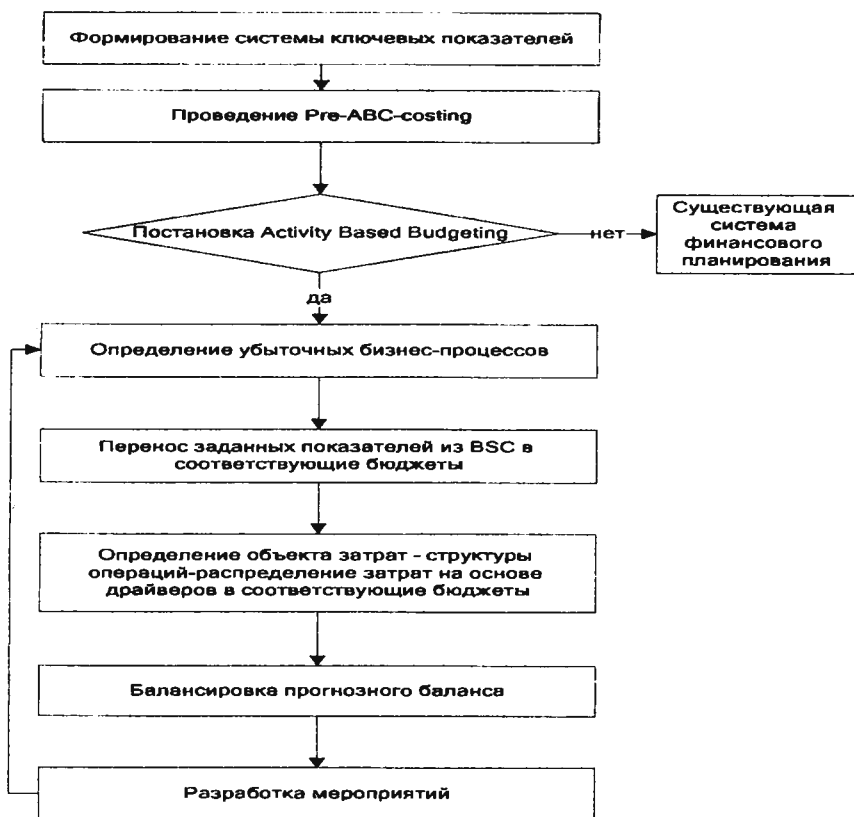 Формирование системы ключевых показателей
Проведение Pre-ABC-costing
Постановка Activity Based Budgeting
нет
Существующая
система
финансового
планирования
да
Определение убыточных бизнес-процессов
Перенос заданных показателей из BSC в
соответствующие бюджеты
Определение объекта затрат - структуры
операций-распределение затрат на основе
драйверов в соответствующие бюджеты
Балансировка прогнозного баланса
Разработка мероприятий